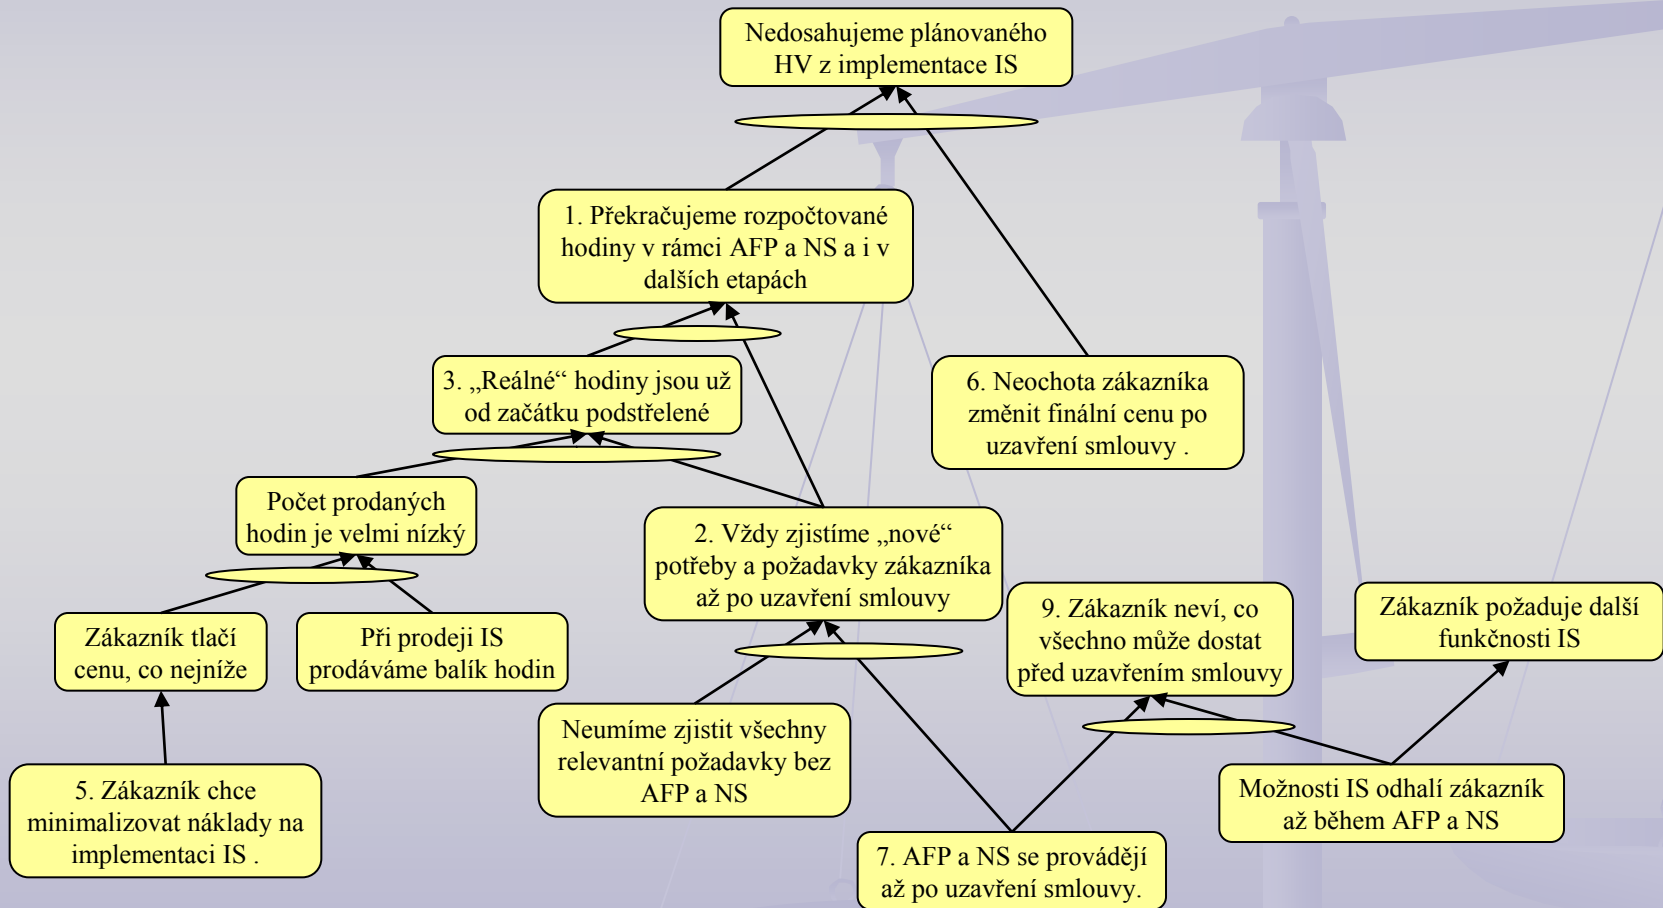 Nedosahujeme plánovaného
HV z implementace IS
1. Překračujeme rozpočtované
hodiny v rámci AFP a NS a i v
dalších etapách
3. „Reálné“ hodiny jsou už
od začátku podstřelené
6. Neochota zákazníka
změnit finální cenu po
uzavření smlouvy .
Počet prodaných
hodin je velmi nízký
2. Vždy zjistíme „nové“
potřeby a požadavky zákazníka
až po uzavření smlouvy
9. Zákazník neví, co
všechno může dostat
před uzavřením smlouvy
Zákazník požaduje další
funkčnosti IS
Zákazník tlačí
cenu, co nejníže
Při prodeji IS
prodáváme balík hodin
Neumíme zjistit všechny
relevantní požadavky bez
AFP a NS
5. Zákazník chce
minimalizovat náklady na
implementaci IS .
Možnosti IS odhalí zákazník
až během AFP a NS
7. AFP a NS se provádějí
až po uzavření smlouvy.